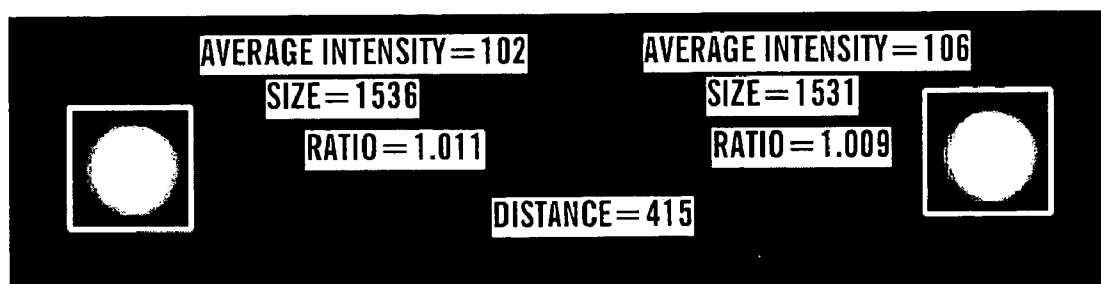 AVERAGE INTENSITY=102
SIZE=1536
RATIO=1.011
AVERAGE INTENSITY=106
SIZE=1531
RATIO=1.009
DISTANCE=415